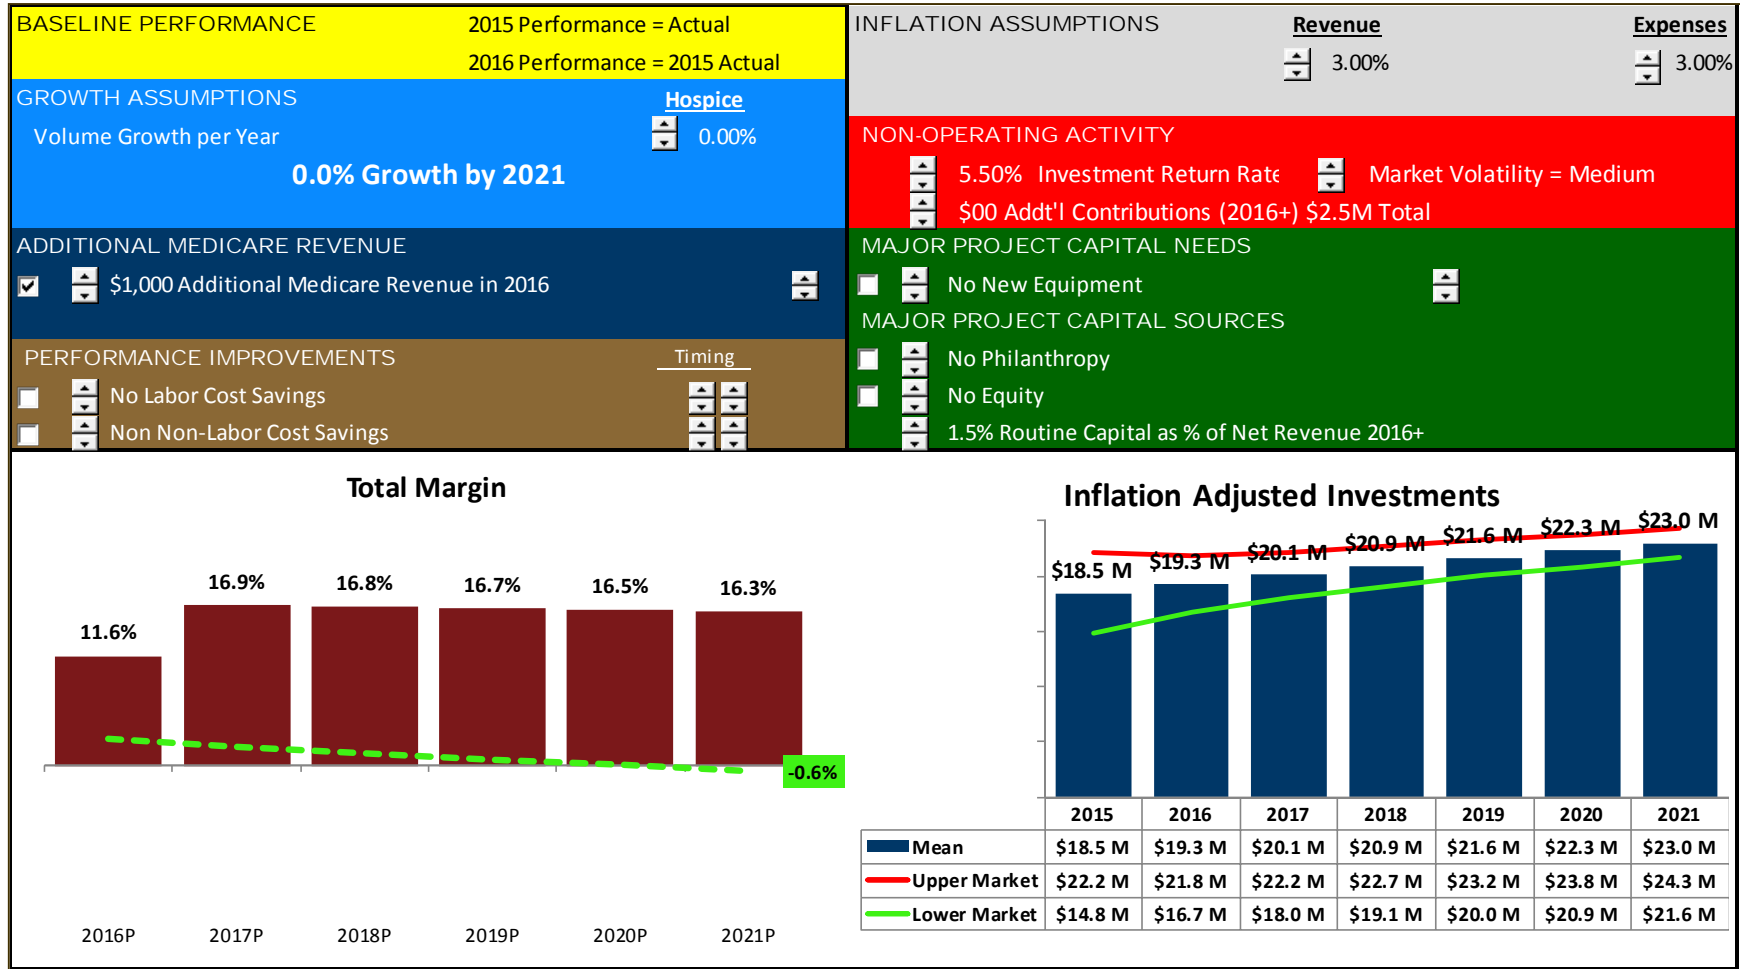 BASELINE PERFORMANCE 2015 Performance = Actual
2016 Performance = 2015 Actual
GROWTH ASSUMPTIONS Hospice
Volume Growth per Year 0.00%
0.0% Growth by 2021
ADDITIONAL MEDICARE REVENUE
$1,000 Additional Medicare Revenue in 2016
PERFORMANCE IMPROVEMENTS Timing
No Labor Cost Savings
Non Non-Labor Cost Savings
INFLATION ASSUMPTIONS Revenue Expenses
3.00% 3.00%
NON-OPERATING ACTIVITY
5.50% Investment Return Rate Market Volatility = Medium
$00 Addt'l Contributions (2016+) $2.5M Total
MAJOR PROJECT CAPITAL NEEDS
No New Equipment
MAJOR PROJECT CAPITAL SOURCES
No Philanthropy
No Equity
1.5% Routine Capital as % of Net Revenue 2016+
Total Margin
11.6% 16.9% 16.8% 16.7% 16.5% 16.3%
-0.6%
2016P 2017P 2018P 2019P 2020P 2021P
Inflation Adjusted Investments
$18.5 M $19.3 M $20.1 M $20.9 M $21.6 M $22.3 M $23.0 M
2015 2016 2017 2018 2019 2020 2021
Mean $18.5 M $19.3 M $20.1 M $20.9 M $21.6 M $22.3 M $23.0 M
Upper Market $22.2 M $21.8 M $22.2 M $22.7 M $23.2 M $23.8 M $24.3 M
Lower Market $14.8 M $16.7 M $18.0 M $19.1 M $20.0 M $20.9 M $21.6 M